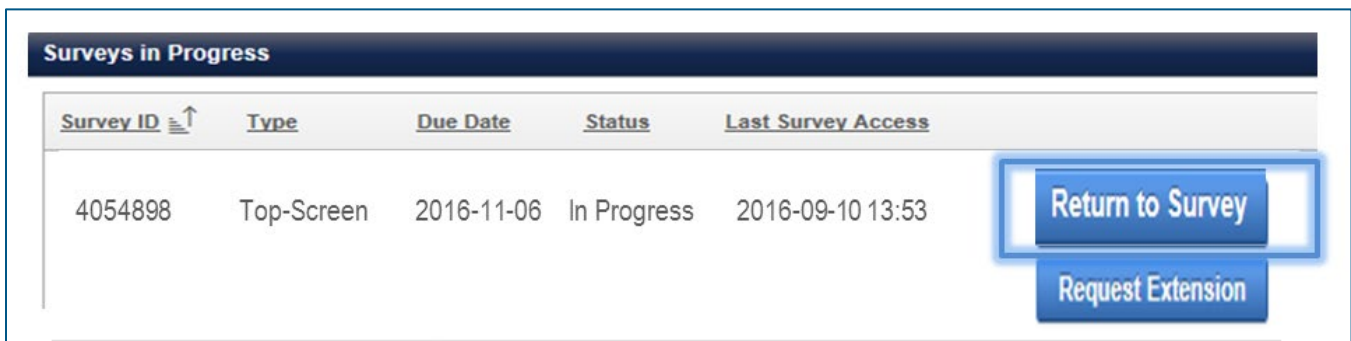 Surveys in Progress
Survey ID Type Due Date Status Last Survey Access
4054898 Top-Screen 2016-11-06 In Progress 2016-09-10 13:53 Return to Survey
Request Extension